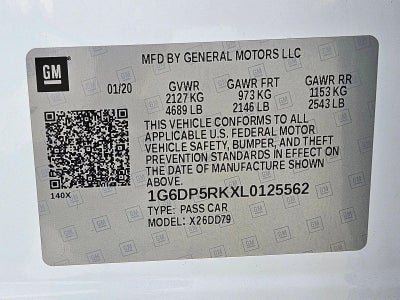 GM
MFD BY GENERAL MOTORS LLC
01/20
GVWR GAWR FRT GAWR RR
2127 KG 973 KG 1153 KG
4689 LB 2146 LB 2543 LB
THIS VEHICLE CONFORMS TO ALL
APPLICABLE U.S. FEDERAL MOTOR
VEHICLE SAFETY, BUMPER, AND THEFT
PREVENTION STANDARDS IN EFFECT ON
THE DATE OF MANUFACTURE SHOWN
ABOVE.
140X
1G6DP5RKXL0125562
TYPE: PASS CAR
MODEL: X26DD79